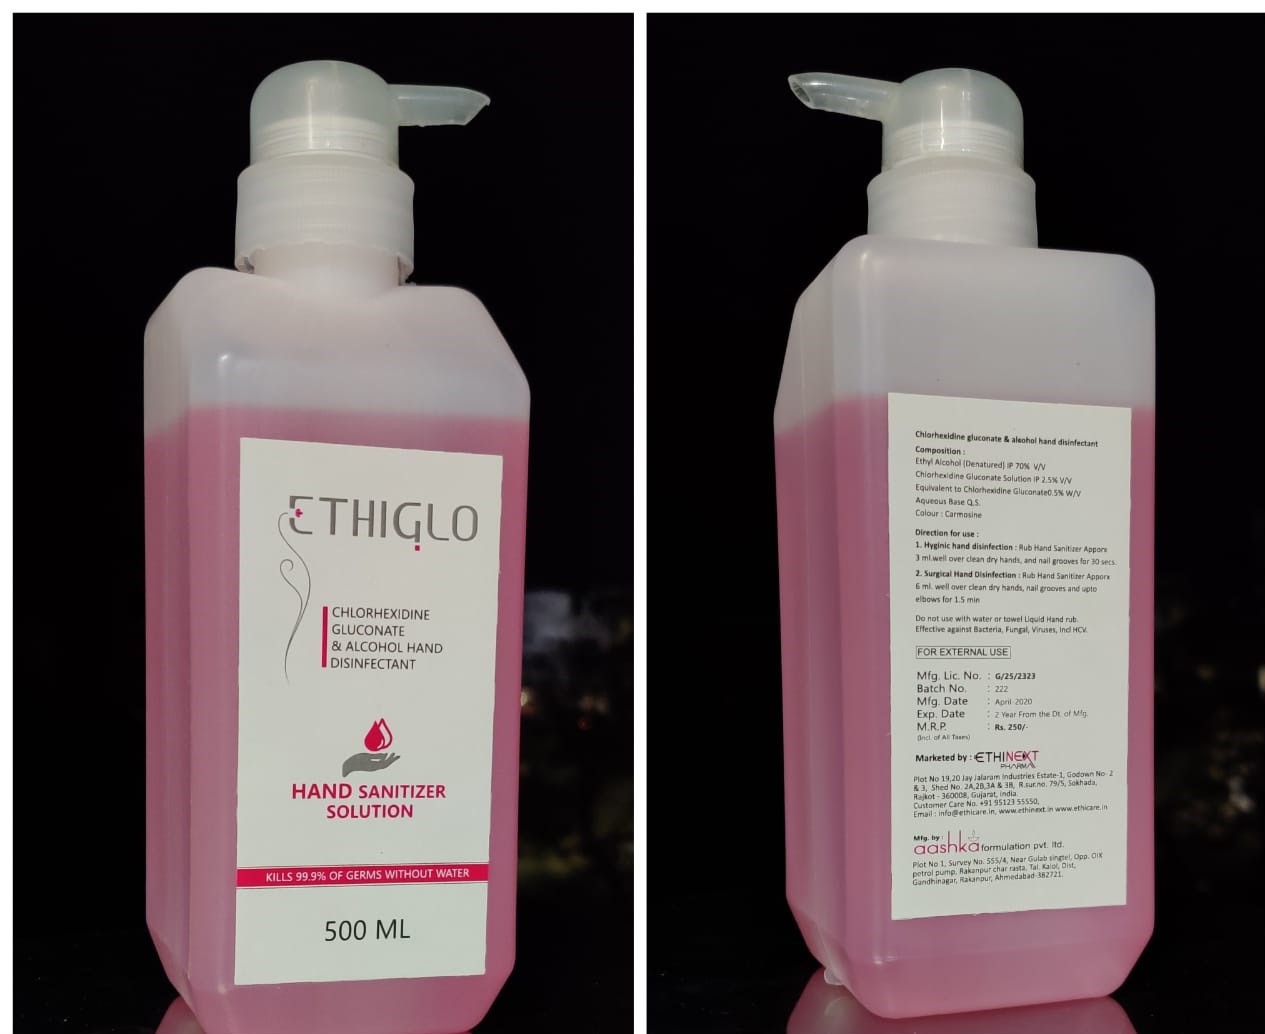 ETHIGLO
CHLORHEXIDINE
GLUCONATE
& ALCOHOL HAND
DISINFECTANT
HAND SANITIZER
SOLUTION
KILLS 99.9% OF GERMS WITHOUT WATER
500 ML
Chlorhexidine gluconate & alcohol hand disinfectant
Composition :
Ethyl Alcohol (Denatured) IP 70% V/V
Chlorhexidine Gluconate Solution IP 2.5% V/V
Equivalent to Chlorhexidine Gluconate0.5% W/V
Aqueous Base Q.S.
Colour : Carmosine
Direction for use :
1. Hyginic hand disinfection : Rub Hand Sanitizer Apporx
3 ml.well over clean dry hands, and nail grooves for 30 secs.
2. Surgical Hand Disinfection : Rub Hand Sanitizer Apporx
6 ml. well over clean dry hands, nail grooves and upto
elbows for 1.5 min
Do not use with water or towel Liquid Hand rub.
Effective against Bacteria, Fungal, Viruses, Incl HCV.
FOR EXTERNAL USE
Mfg. Lic. No. : G/25/2323
Batch No. : 222
Mfg. Date : April-2020
Exp. Date : 2 Year From the Dt. of Mfg.
M.R.P. : Rs. 250/-
(Incl. of All Taxes)
Marketed by : ETHINEXT
PHARMA
Plot No 19,20 Jay Jalaram Industries Estate-1, Godown No- 2
& 3, Shed No. 2A,2B,3A & 3B, R.sur.no. 79/5, Sokhada,
Rajkot - 360008, Gujarat, India.
Customer Care No. +91 95123 55550,
Email : info@ethicare.in, www.ethinext.in www.ethicare.in
Mfg. by :
aashka formulation pvt. ltd.
Plot No 1, Survey No. 555/4, Near Gulab singtel, Opp. OIX
petrol pump, Rakanpur char rasta, Tal. Kalol, Dist,
Gandhinagar, Rakanpur, Ahmedabad-382721.